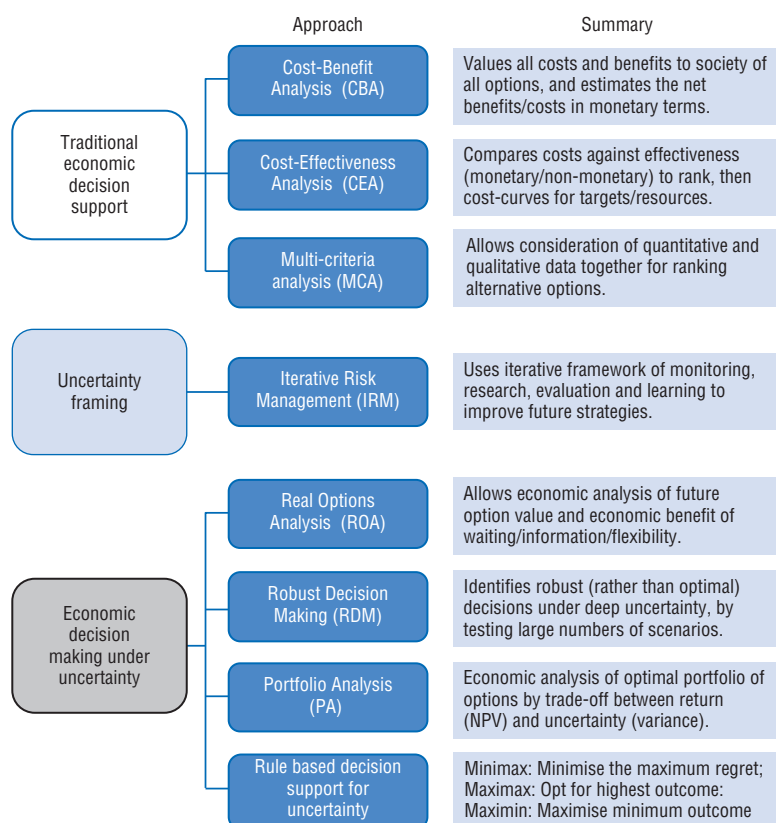 Approach
Summary
Traditional
economic
decision
support
Cost-Benefit
Analysis (CBA)
Values all costs and benefits to society of
all options, and estimates the net
benefits/costs in monetary terms.
Cost-Effectiveness
Analysis (CEA)
Compares costs against effectiveness
(monetary/non-monetary) to rank, then
cost-curves for targets/resources.
Multi-criteria
analysis (MCA)
Allows consideration of quantitative and
qualitative data together for ranking
alternative options.
Uncertainty
framing
Iterative Risk
Management (IRM)
Uses iterative framework of monitoring,
research, evaluation and learning to
improve future strategies.
Economic
decision
making under
uncertainty
Real Options
Analysis (ROA)
Allows economic analysis of future
option value and economic benefit of
waiting/information/flexibility.
Robust Decision
Making (RDM)
Identifies robust (rather than optimal)
decisions under deep uncertainty, by
testing large numbers of scenarios.
Portfolio Analysis
(PA)
Economic analysis of optimal portfolio of
options by trade-off between return
(NPV) and uncertainty (variance).
Rule based decision
support for
uncertainty
Minimax: Minimise the maximum regret;
Maximax: Opt for highest outcome:
Maximin: Maximise minimum outcome